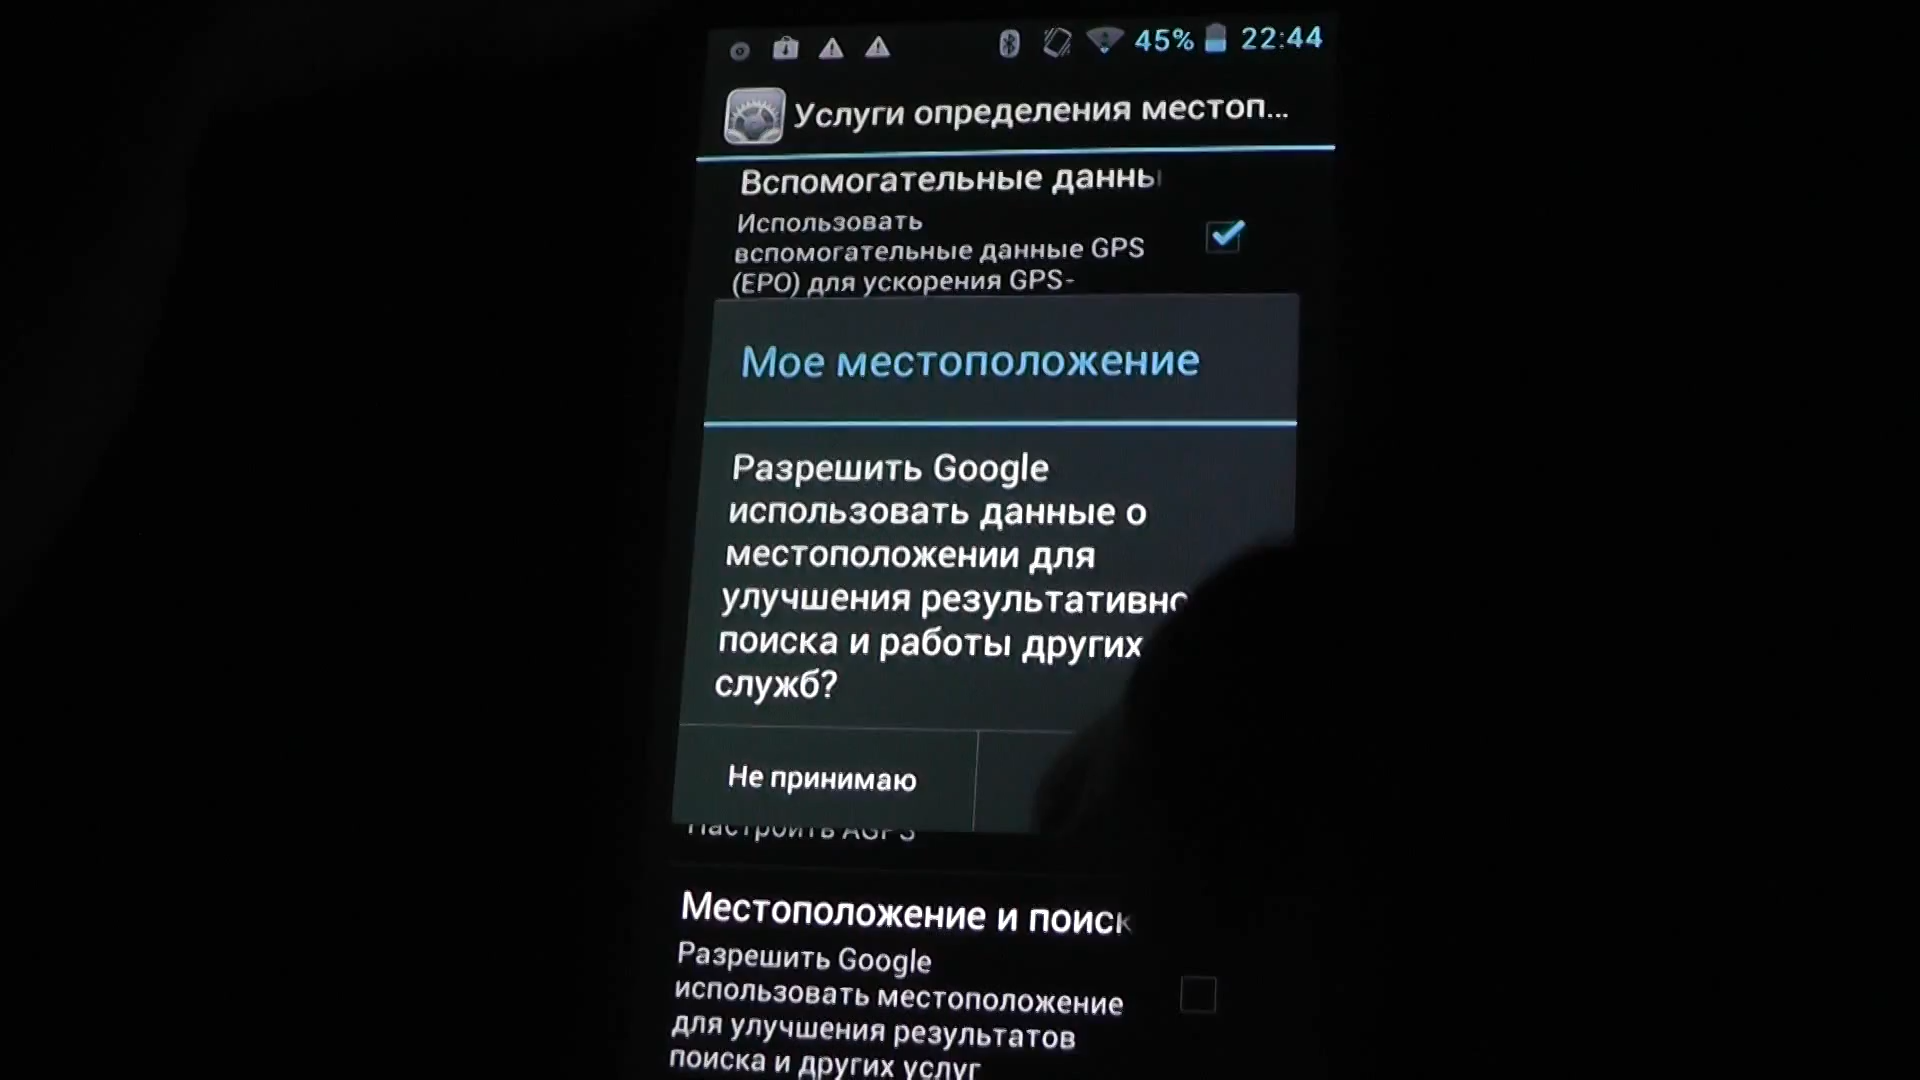 45% 22:44
Услуги определения местоп...
Вспомогательные данны
Использовать
вспомогательные данные GPS
(EPO) для ускорения GPS-
Мое местоположение
Разрешить Google
использовать данные о
местоположении для
улучшения результативно
поиска и работы других
служб?
Не принимаю
Настроить AGPS
Местоположение и поиск
Разрешить Google
использовать местоположение
для улучшения результатов
поиска и других услуг